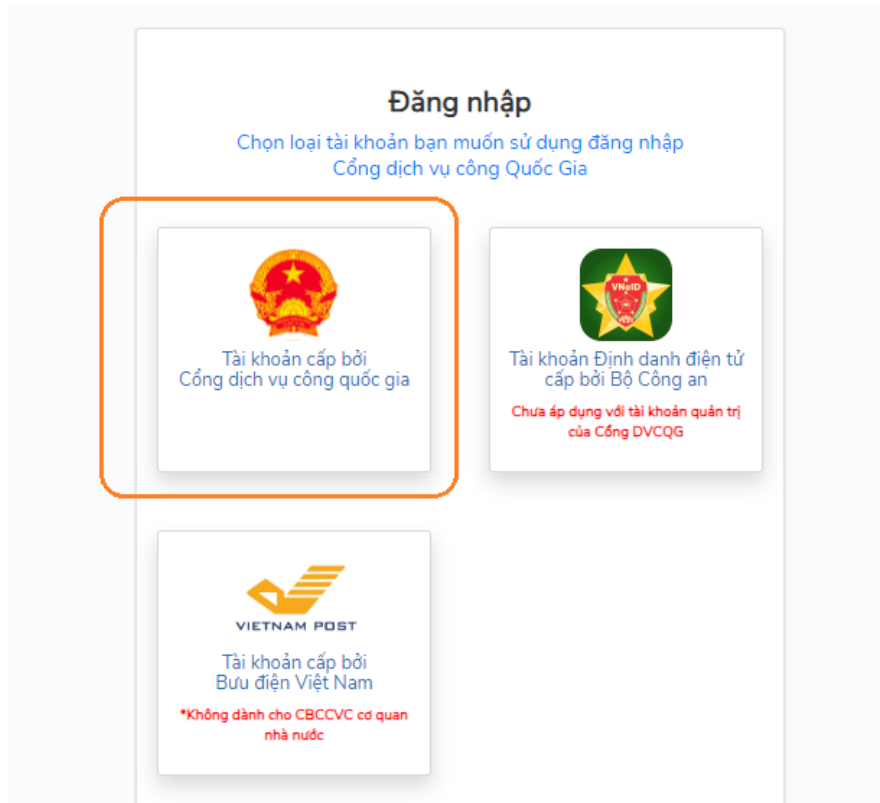 Đăng nhập
Chọn loại tài khoản bạn muốn sử dụng đăng nhập
Cổng dịch vụ công Quốc Gia
Tài khoản cấp bởi
Cổng dịch vụ công quốc gia
VNeID
Tài khoản Định danh điện tử
cấp bởi Bộ Công an
Chưa áp dụng với tài khoản quản trị
của Cổng DVCQG
VIETNAM POST
Tài khoản cấp bởi
Bưu điện Việt Nam
*Không dành cho CBCCVC cơ quan
nhà nước